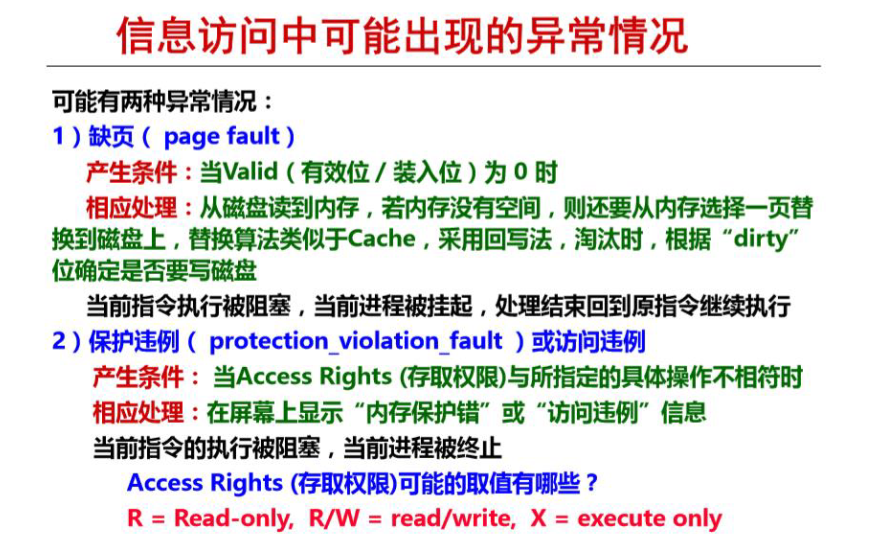 信息访问中可能出现的异常情况
可能有两种异常情况：
1）缺页（ page fault）
产生条件：当Valid（有效位 / 装入位）为 0 时
相应处理：从磁盘读到内存，若内存没有空间，则还要从内存选择一页替
换到磁盘上，替换算法类似于Cache，采用回写法，淘汰时，根据“dirty”
位确定是否要写磁盘
当前指令执行被阻塞，当前进程被挂起，处理结束回到原指令继续执行
2）保护违例（ protection_violation_fault ）或访问违例
产生条件： 当Access Rights (存取权限)与所指定的具体操作不相符时
相应处理：在屏幕上显示“内存保护错”或“访问违例”信息
当前指令的执行被阻塞，当前进程被终止
Access Rights (存取权限)可能的取值有哪些？
R = Read-only, R/W = read/write, X = execute only